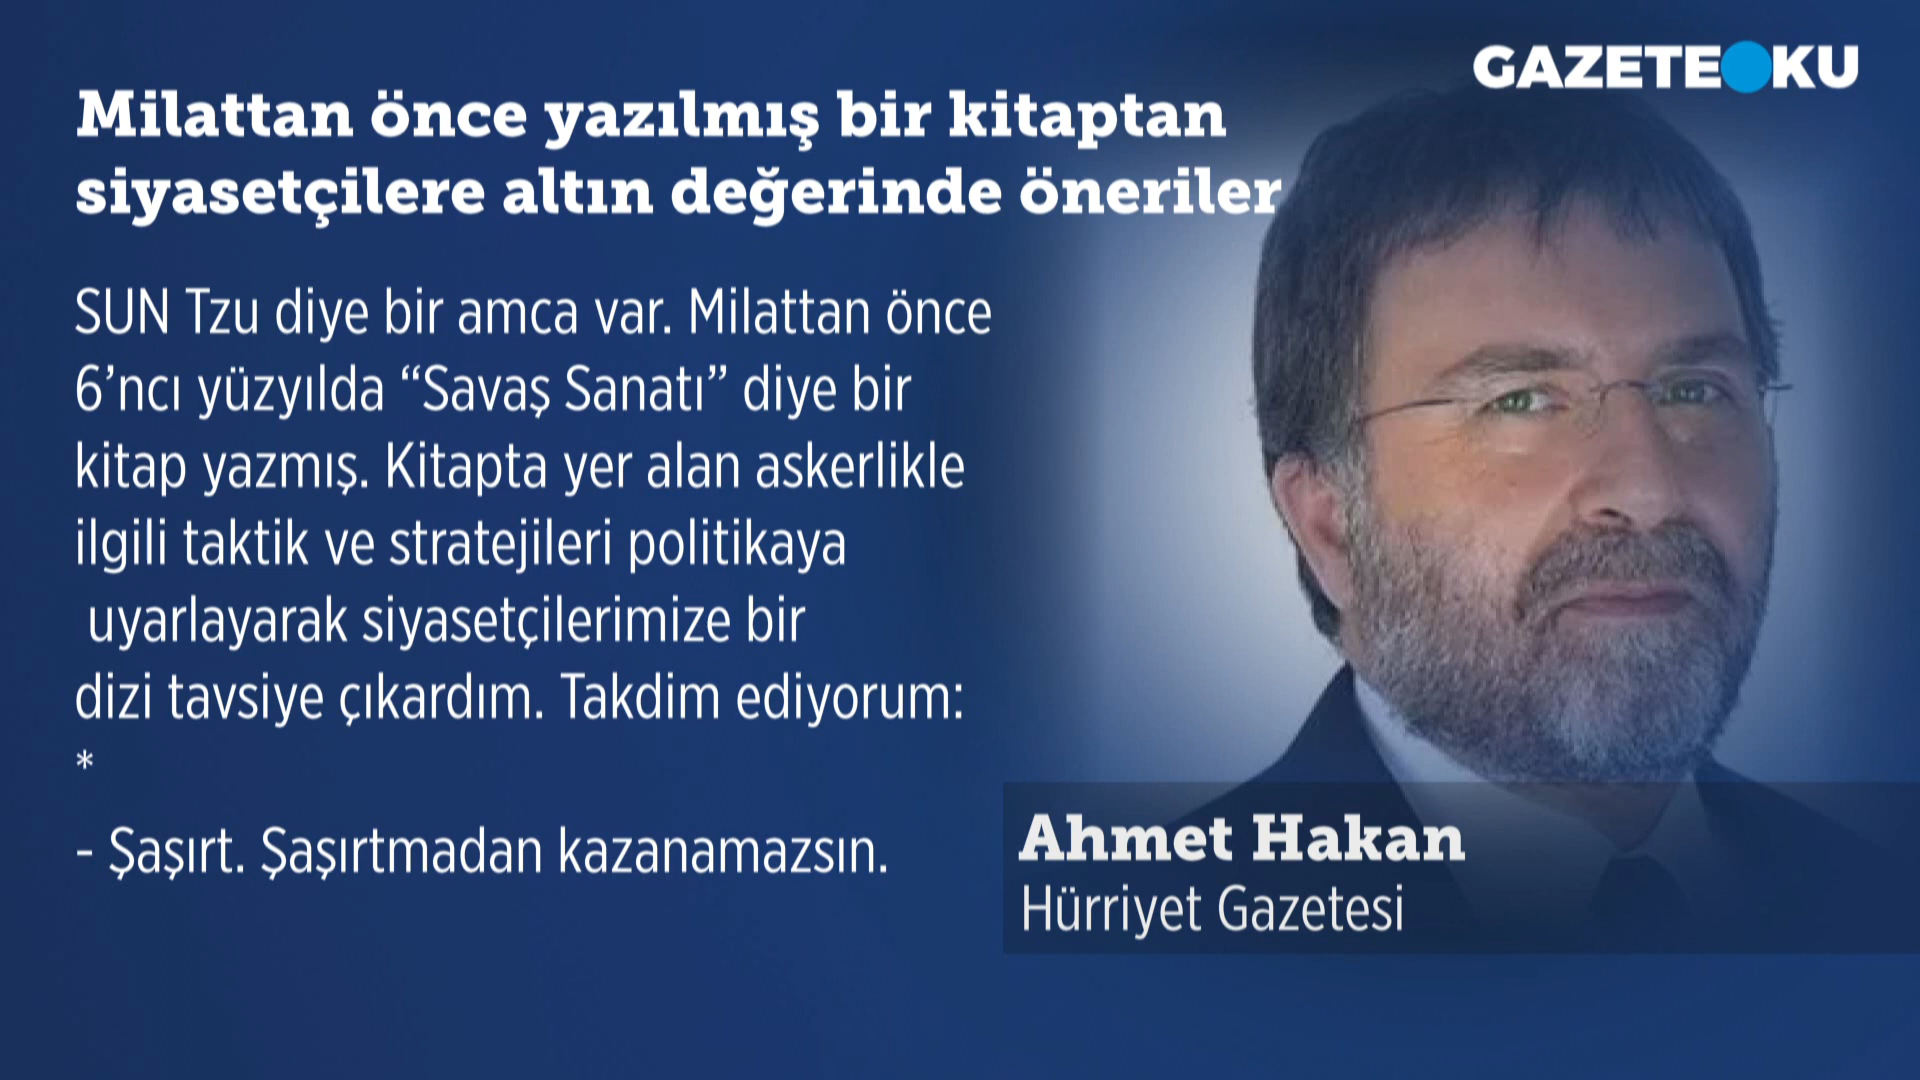 GAZETE OKU
Milattan önce yazılmış bir kitaptan
siyasetçilere altın değerinde öneriler
SUN Tzu diye bir amca var. Milattan önce
6’ncı yüzyılda “Savaş Sanatı” diye bir
kitap yazmış. Kitapta yer alan askerlikle
ilgili taktik ve stratejileri politikaya
uyarlayarak siyasetçilerimize bir
dizi tavsiye çıkardım. Takdim ediyorum:
*
- Şaşırt. Şaşırtmadan kazanamazsın.
Ahmet Hakan
Hürriyet Gazetesi